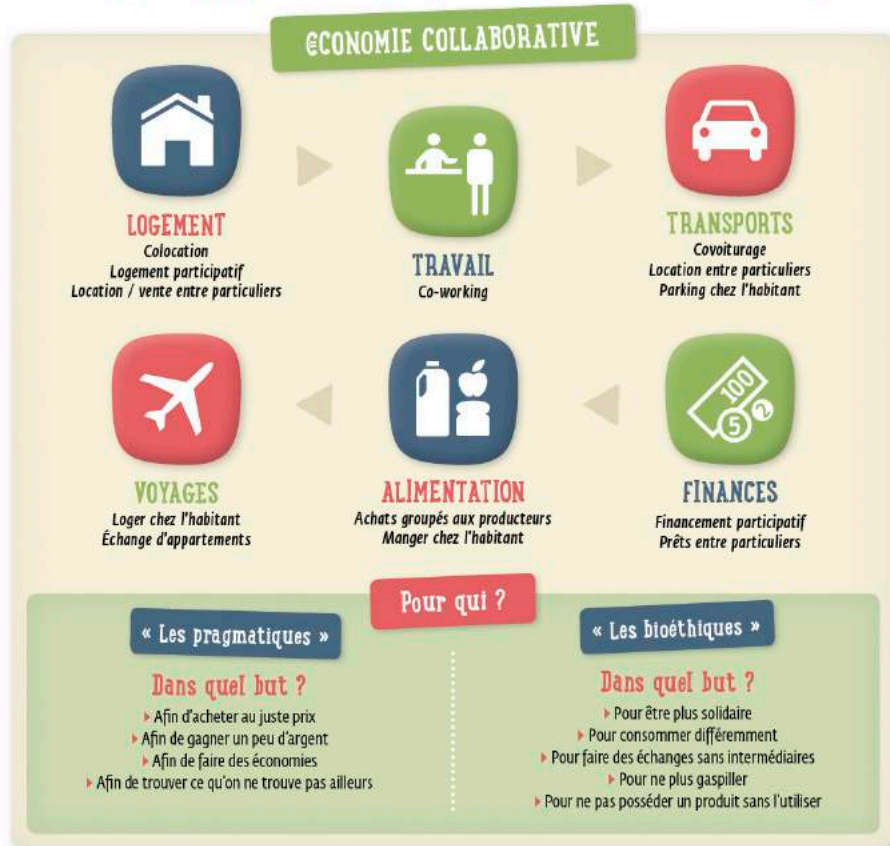 ÉCONOMIE COLLABORATIVE
LOGEMENT
Colocation
Logement participatif
Location / vente entre particuliers
TRAVAIL
Co-working
TRANSPORTS
Covoiturage
Location entre particuliers
Parking chez l'habitant
VOYAGES
Loger chez l'habitant
Échange d'appartements
ALIMENTATION
Achats groupés aux producteurs
Manger chez l'habitant
100
5
2
FINANCES
Financement participatif
Prêts entre particuliers
Pour qui ?
« Les pragmatiques »
Dans quel but ?
Afin d'acheter au juste prix
Afin de gagner un peu d'argent
Afin de faire des économies
Afin de trouver ce qu'on ne trouve pas ailleurs
« Les bioéthiques »
Dans quel but ?
Pour être plus solidaire
Pour consommer différemment
Pour faire des échanges sans intermédiaires
Pour ne plus gaspiller
Pour ne pas posséder un produit sans l'utiliser